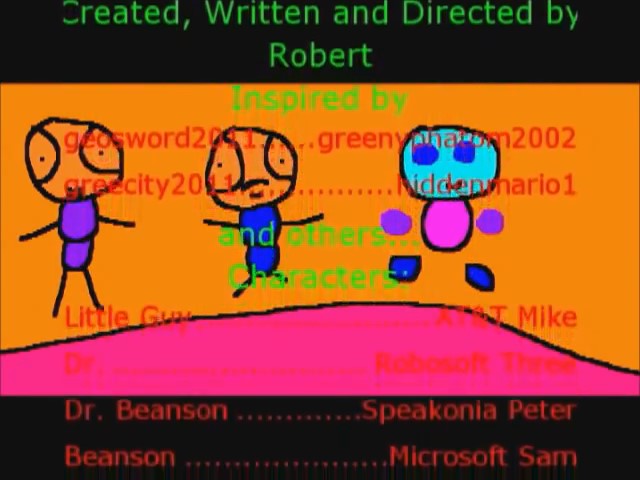 Created, Written and Directed by
Robert
Inspired by
geosword2011......greenyphatom2002
greecity2011................hiddenmario1
and others...
Characters:
Little Guy.............................AT&T Mike
Dr. .............................. Robosoft Three
Dr. Beanson .............Speakonia Peter
Beanson ......................Microsoft Sam